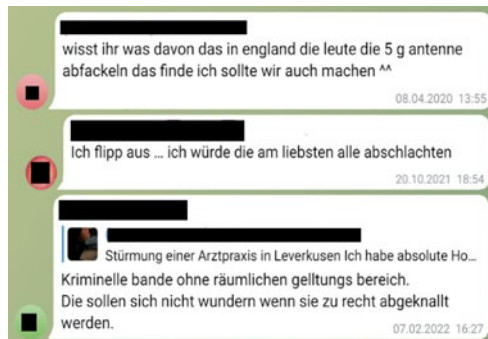 wisst ihr was davon das in england die leute die 5 g antenne
abfackeln das finde ich sollte wir auch machen ^^
08.04.2020 13:55
Ich flipp aus ... ich würde die am liebsten alle abschlachten
20.10.2021 18:54
Stürmung einer Arztpraxis in Leverkusen Ich habe absolute Ho...
Kriminelle bande ohne räumlichen gelltungs bereich.
Die sollen sich nicht wundern wenn sie zu recht abgeknallt
werden.
07.02.2022 16:27